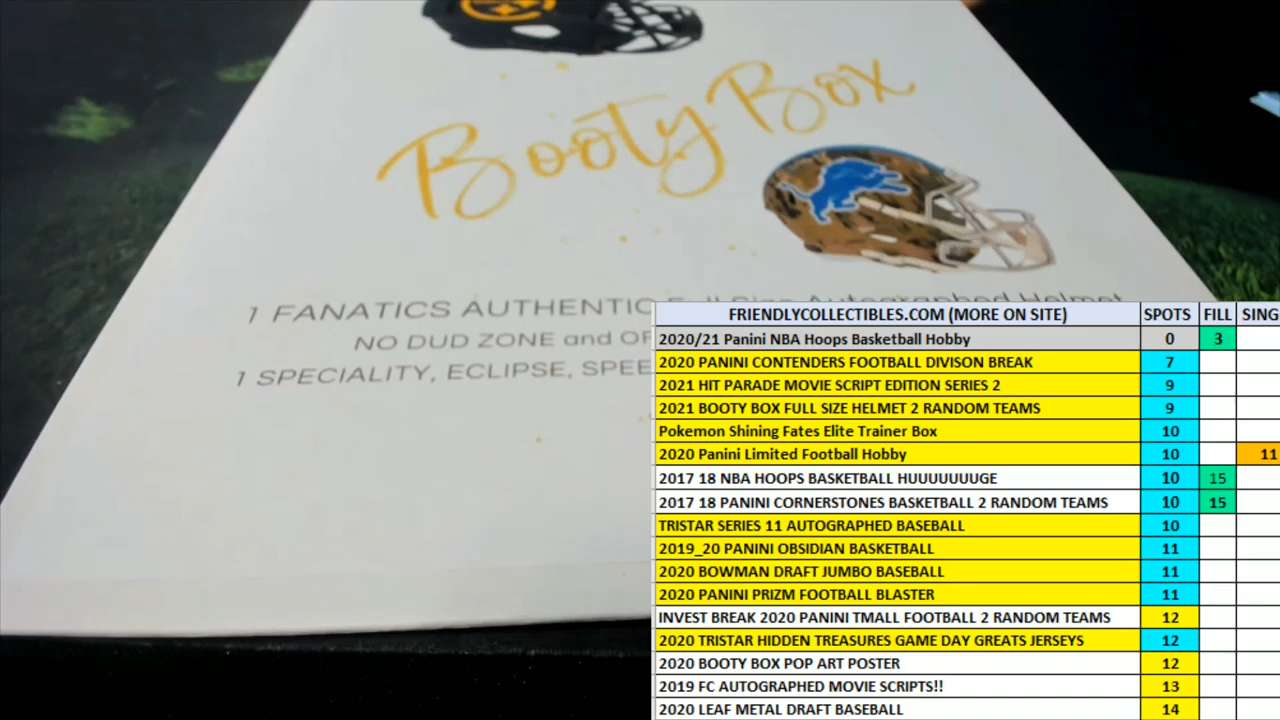 Booty Box
1 FANATICS AUTHENTIC Full Size Autographed Helmet
NO DUD ZONE and
1 SPECIALITY, ECLIPSE,
FRIENDLYCOLLECTIBLES.COM (MORE ON SITE) SPOTS FILL SING
2020/21 Panini NBA Hoops Basketball Hobby 0 3
2020 PANINI CONTENDERS FOOTBALL DIVISON BREAK 7
2021 HIT PARADE MOVIE SCRIPT EDITION SERIES 2 9
2021 BOOTY BOX FULL SIZE HELMET 2 RANDOM TEAMS 9
Pokemon Shining Fates Elite Trainer Box 10
2020 Panini Limited Football Hobby 10 11
2017 18 NBA HOOPS BASKETBALL HUUUUUUUGE 10 15
2017 18 PANINI CORNERSTONES BASKETBALL 2 RANDOM TEAMS 10 15
TRISTAR SERIES 11 AUTOGRAPHED BASEBALL 10
2019_20 PANINI OBSIDIAN BASKETBALL 11
2020 BOWMAN DRAFT JUMBO BASEBALL 11
2020 PANINI PRIZM FOOTBALL BLASTER 11
INVEST BREAK 2020 PANINI TMALL FOOTBALL 2 RANDOM TEAMS 12
2020 TRISTAR HIDDEN TREASURES GAME DAY GREATS JERSEYS 12
2020 BOOTY BOX POP ART POSTER 12
2019 FC AUTOGRAPHED MOVIE SCRIPTS!! 13
2020 LEAF METAL DRAFT BASEBALL 14